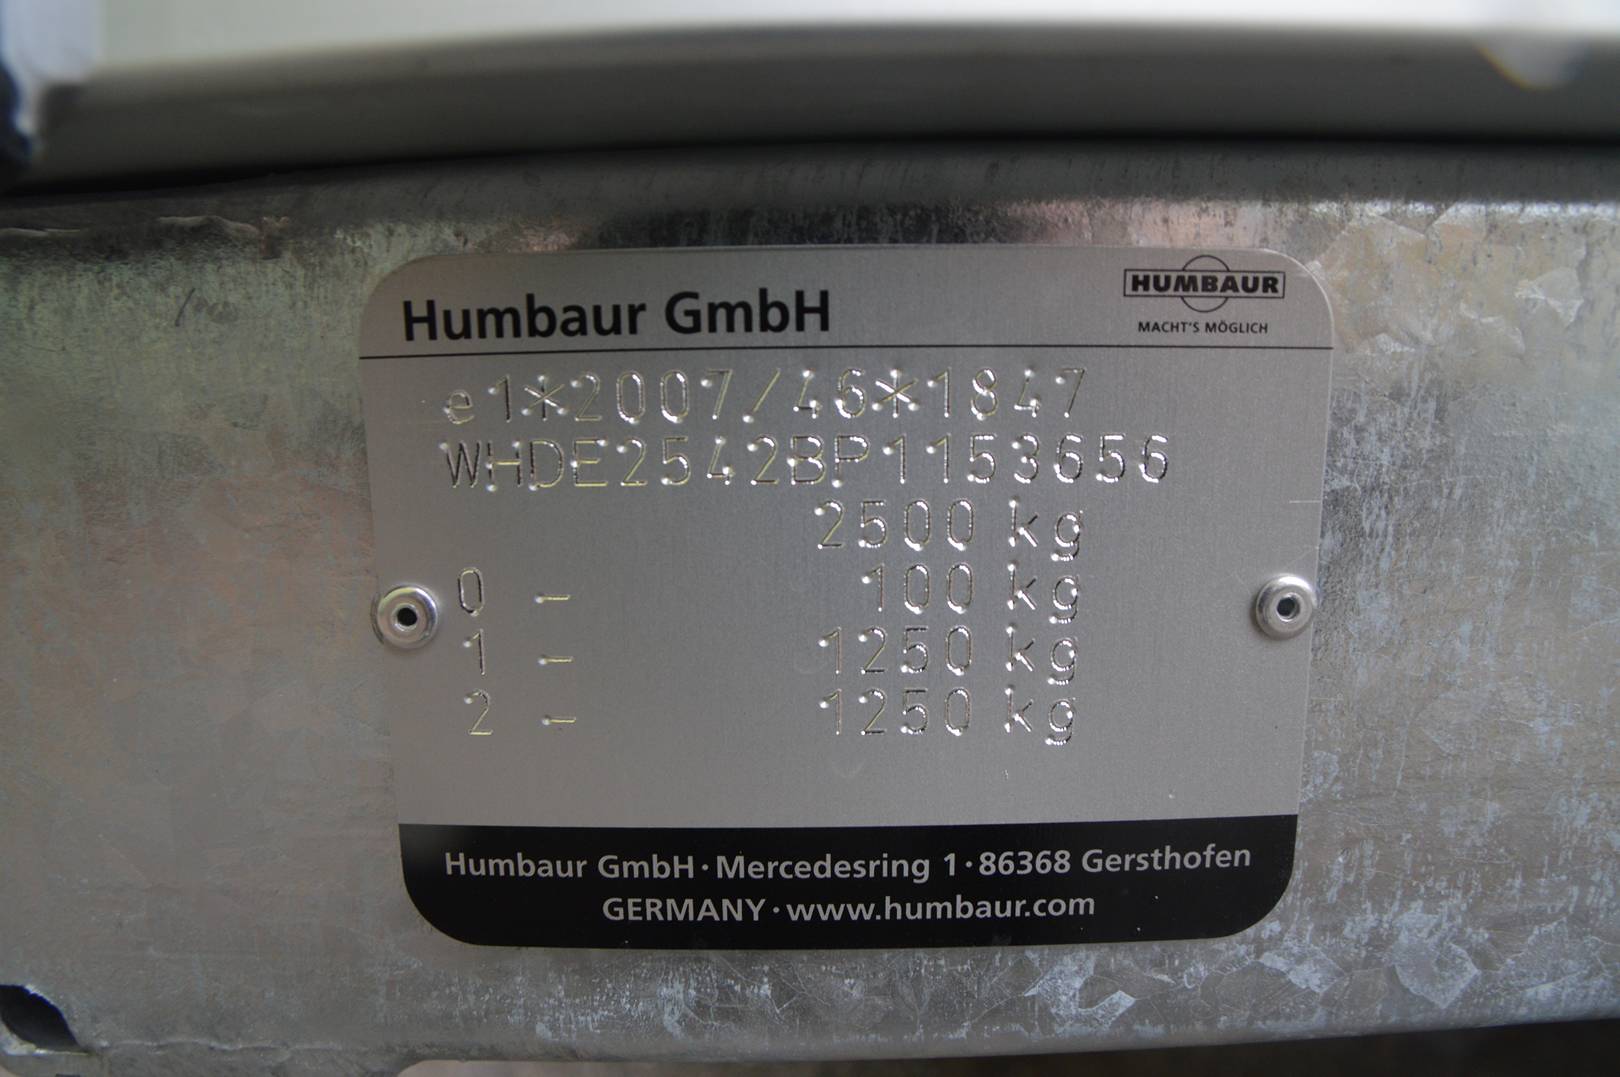 Humbaur GmbH
HUMBAUR
MACHT'S MÖGLICH
e1*2007/46*1847
WHDE2542BP1153656
2500 kg
0 - 100 kg
1 - 1250 kg
2 - 1250 kg
Humbaur GmbH·Mercedesring 1·86368 Gersthofen
GERMANY·www.humbaur.com